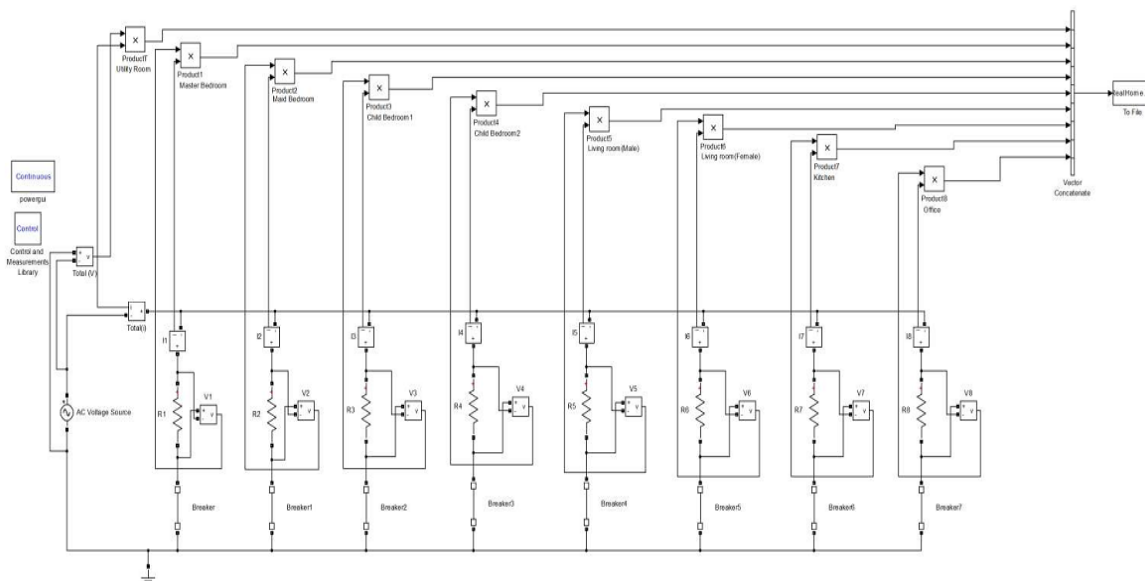 ProductT
Utility Room
Product1
Master Bedroom
Product2
Maid Bedroom
Product3
Child Bedroom1
Product4
Child Bedroom2
Product5
Living room(Male)
Product6
Living room(Female)
Product7
Kitchen
Product8
Office
RealHome.
To File
Vector
Concatenate
Continuous
powergui
Control
Control and
Measurements
Library
Total (V)
Total(i)
AC Voltage Source
I1
I2
I3
I4
I5
I6
I7
I8
R1
R2
R3
R4
R5
R6
R7
R8
V1
V2
V3
V4
V5
V6
V7
V8
Breaker
Breaker1
Breaker2
Breaker3
Breaker4
Breaker5
Breaker6
Breaker7